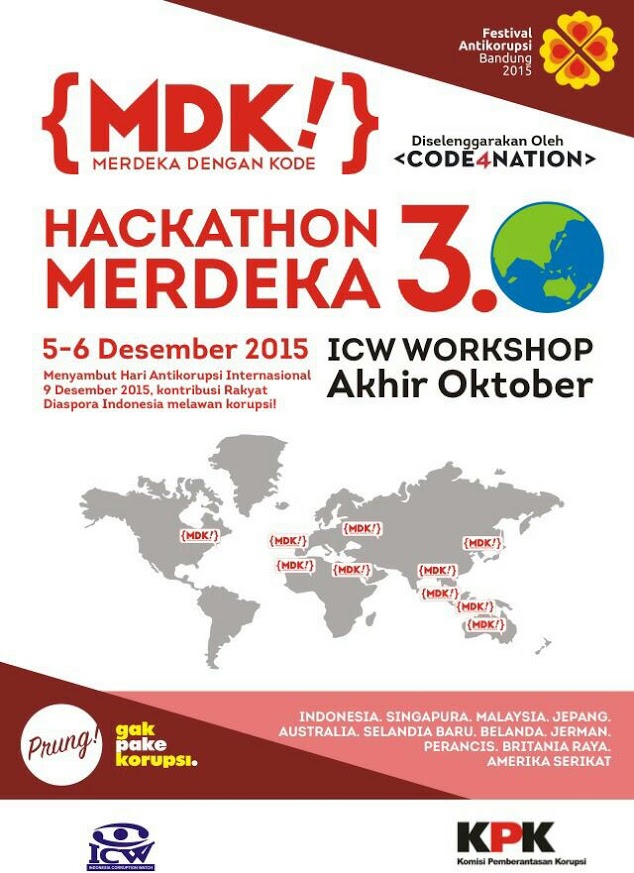 Festival
Antikorupsi
Bandung
2015
{MDK!}
MERDEKA DENGAN KODE
Diselenggarakan Oleh
<CODE4NATION>
HACKATHON
MERDEKA 3.0
5-6 Desember 2015
Menyambut Hari Antikorupsi Internasional
9 Desember 2015, kontribusi Rakyat
Diaspora Indonesia melawan korupsi!
ICW WORKSHOP
Akhir Oktober
{MDK!}
{MDK!}
{MDK!}
{MDK!}
{MDK!}
{MDK!}
{MDK!}
{MDK!}
{MDK!}
{MDK!}
Prung!
gak
pake
korupsi.
INDONESIA. SINGAPURA. MALAYSIA. JEPANG.
AUSTRALIA. SELANDIA BARU. BELANDA. JERMAN.
PERANCIS. BRITANIA RAYA.
AMERIKA SERIKAT
ICW
INDONESIA CORRUPTION WATCH
KPK
Komisi Pemberantasan Korupsi